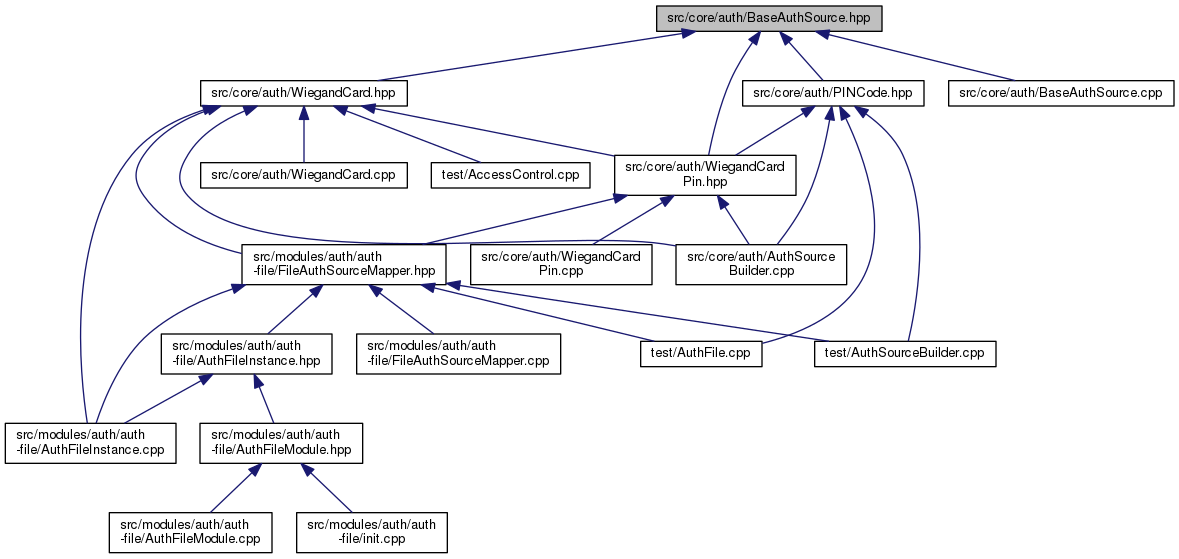 src/core/auth/BaseAuthSource.hpp
src/core/auth/WiegandCard.hpp
src/core/auth/PINCode.hpp
src/core/auth/BaseAuthSource.cpp
src/core/auth/WiegandCard.cpp
test/AccessControl.cpp
src/core/auth/WiegandCard
Pin.hpp
src/modules/auth/auth
-file/FileAuthSourceMapper.hpp
src/core/auth/WiegandCard
Pin.cpp
src/core/auth/AuthSource
Builder.cpp
src/modules/auth/auth
-file/AuthFileInstance.hpp
src/modules/auth/auth
-file/FileAuthSourceMapper.cpp
test/AuthFile.cpp
test/AuthSourceBuilder.cpp
src/modules/auth/auth
-file/AuthFileInstance.cpp
src/modules/auth/auth
-file/AuthFileModule.hpp
src/modules/auth/auth
-file/AuthFileModule.cpp
src/modules/auth/auth
-file/init.cpp